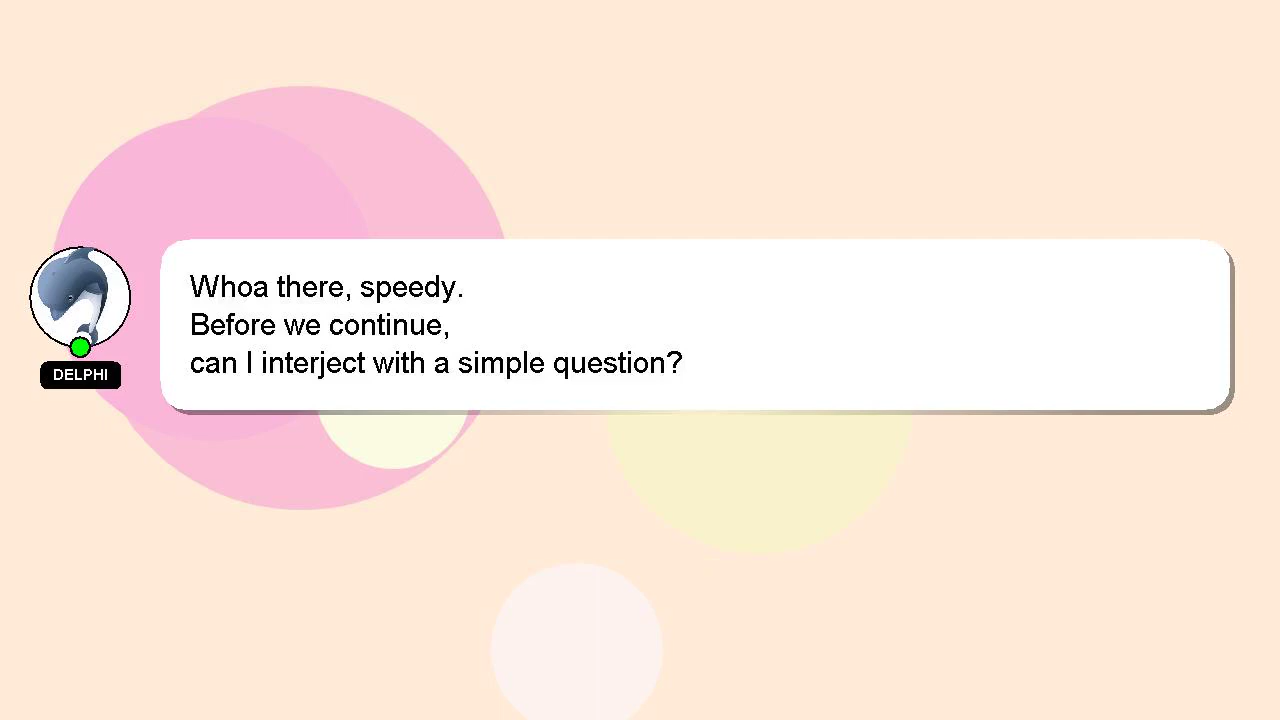 Whoa there, speedy.
Before we continue,
can I interject with a simple question?
DELPHI